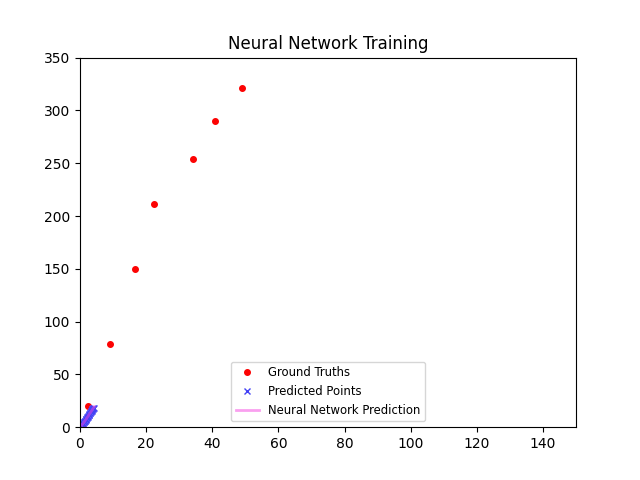 Neural Network Training
350
300
250
200
150
100
50
0
0 20 40 60 80 100 120 140
Ground Truths
Predicted Points
Neural Network Prediction